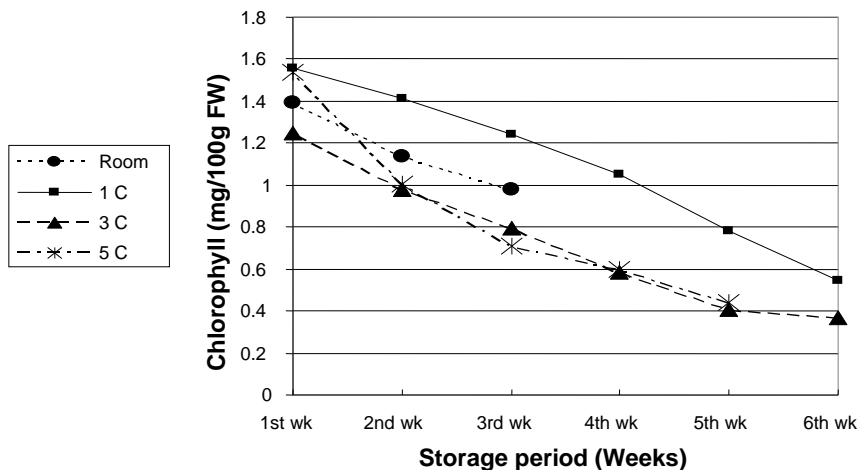 Chlorophyll (mg/100g FW)
1.8
1.6
1.4
1.2
1
0.8
0.6
0.4
0.2
0
1st wk 2nd wk 3rd wk 4th wk 5th wk 6th wk
Storage period (Weeks)
Room
1 C
3 C
5 C